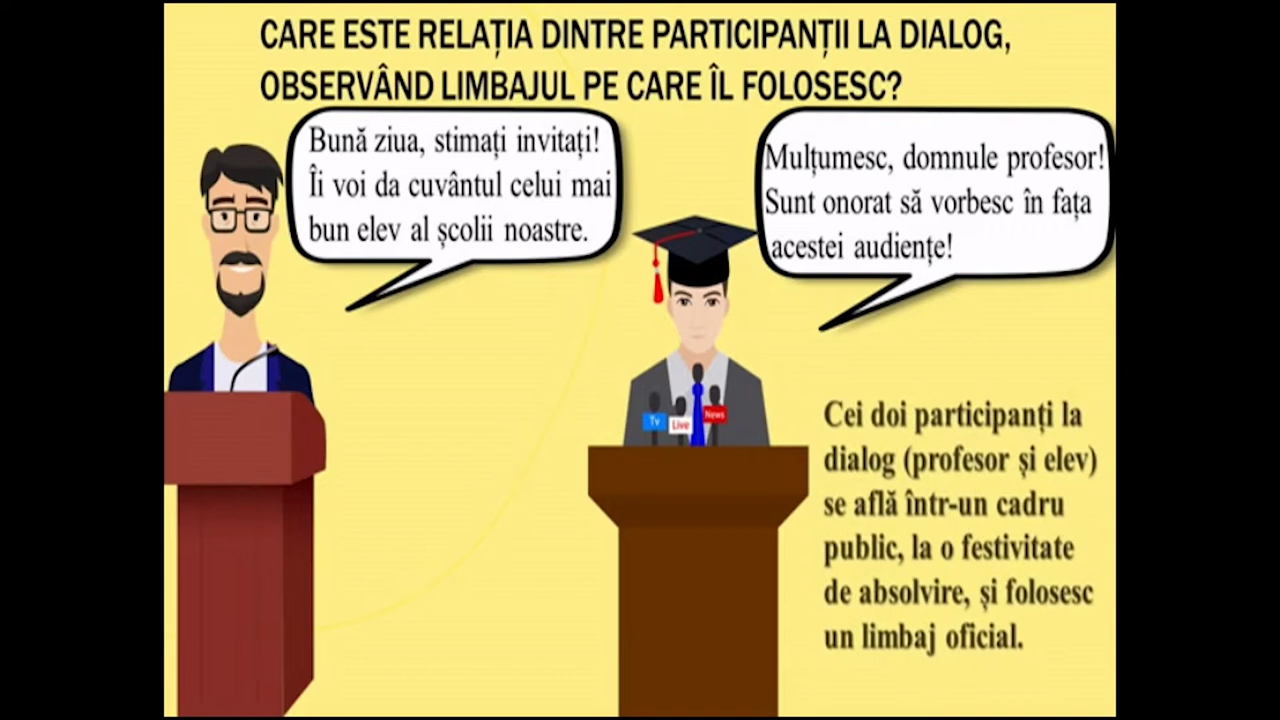 CARE ESTE RELAȚIA DINTRE PARTICIPANȚII LA DIALOG,
OBSERVÂND LIMBAJUL PE CARE ÎL FOLOSESC?
Bună ziua, stimați invitați!
Îi voi da cuvântul celui mai
bun elev al școlii noastre.
Mulțumesc, domnule profesor!
Sunt onorat să vorbesc în fața
acestei audiențe!
Tv
Live
News
Cei doi participanți la
dialog (profesor și elev)
se află într-un cadru
public, la o festivitate
de absolvire, și folosesc
un limbaj oficial.